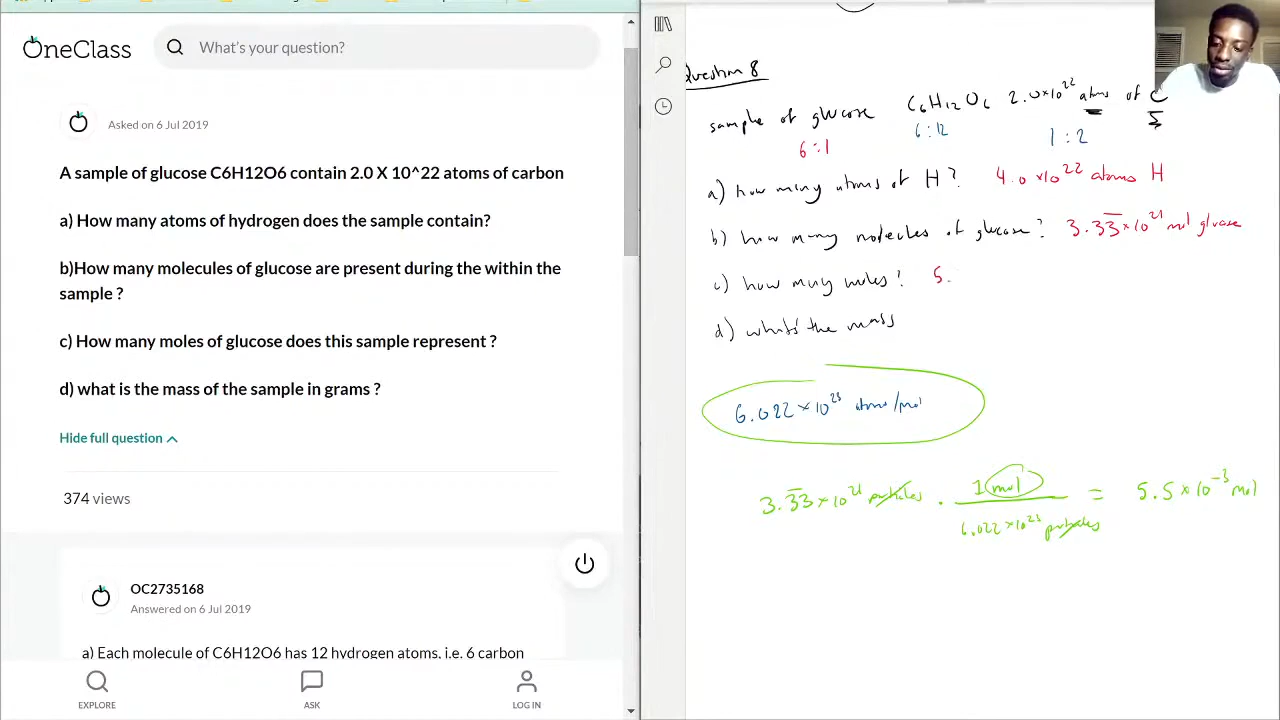 OneClass
What's your question?
Asked on 6 Jul 2019
A sample of glucose C6H12O6 contain 2.0 X 10^22 atoms of carbon
a) How many atoms of hydrogen does the sample contain?
b)How many molecules of glucose are present during the within the
sample ?
c) How many moles of glucose does this sample represent ?
d) what is the mass of the sample in grams ?
Hide full question
374 views
OC2735168
Answered on 6 Jul 2019
a) Each molecule of C6H12O6 has 12 hydrogen atoms, i.e. 6 carbon
EXPLORE
ASK
LOG IN
Question 8
sample of glucose C6H12O6 2.0×10^22 atoms of C
6:1 6:12 1:2 5
a) how many atoms of H? 4.0×10^22 atoms H
b) how many molecules of glucose? 3.33×10^21 mol glucose
c) how many moles? 5.
d) what's the mass
6.022×10^23 atoms/mol
3.33×10^21 particles · 1 mol = 5.5×10^-3 mol
6.022×10^23 particles